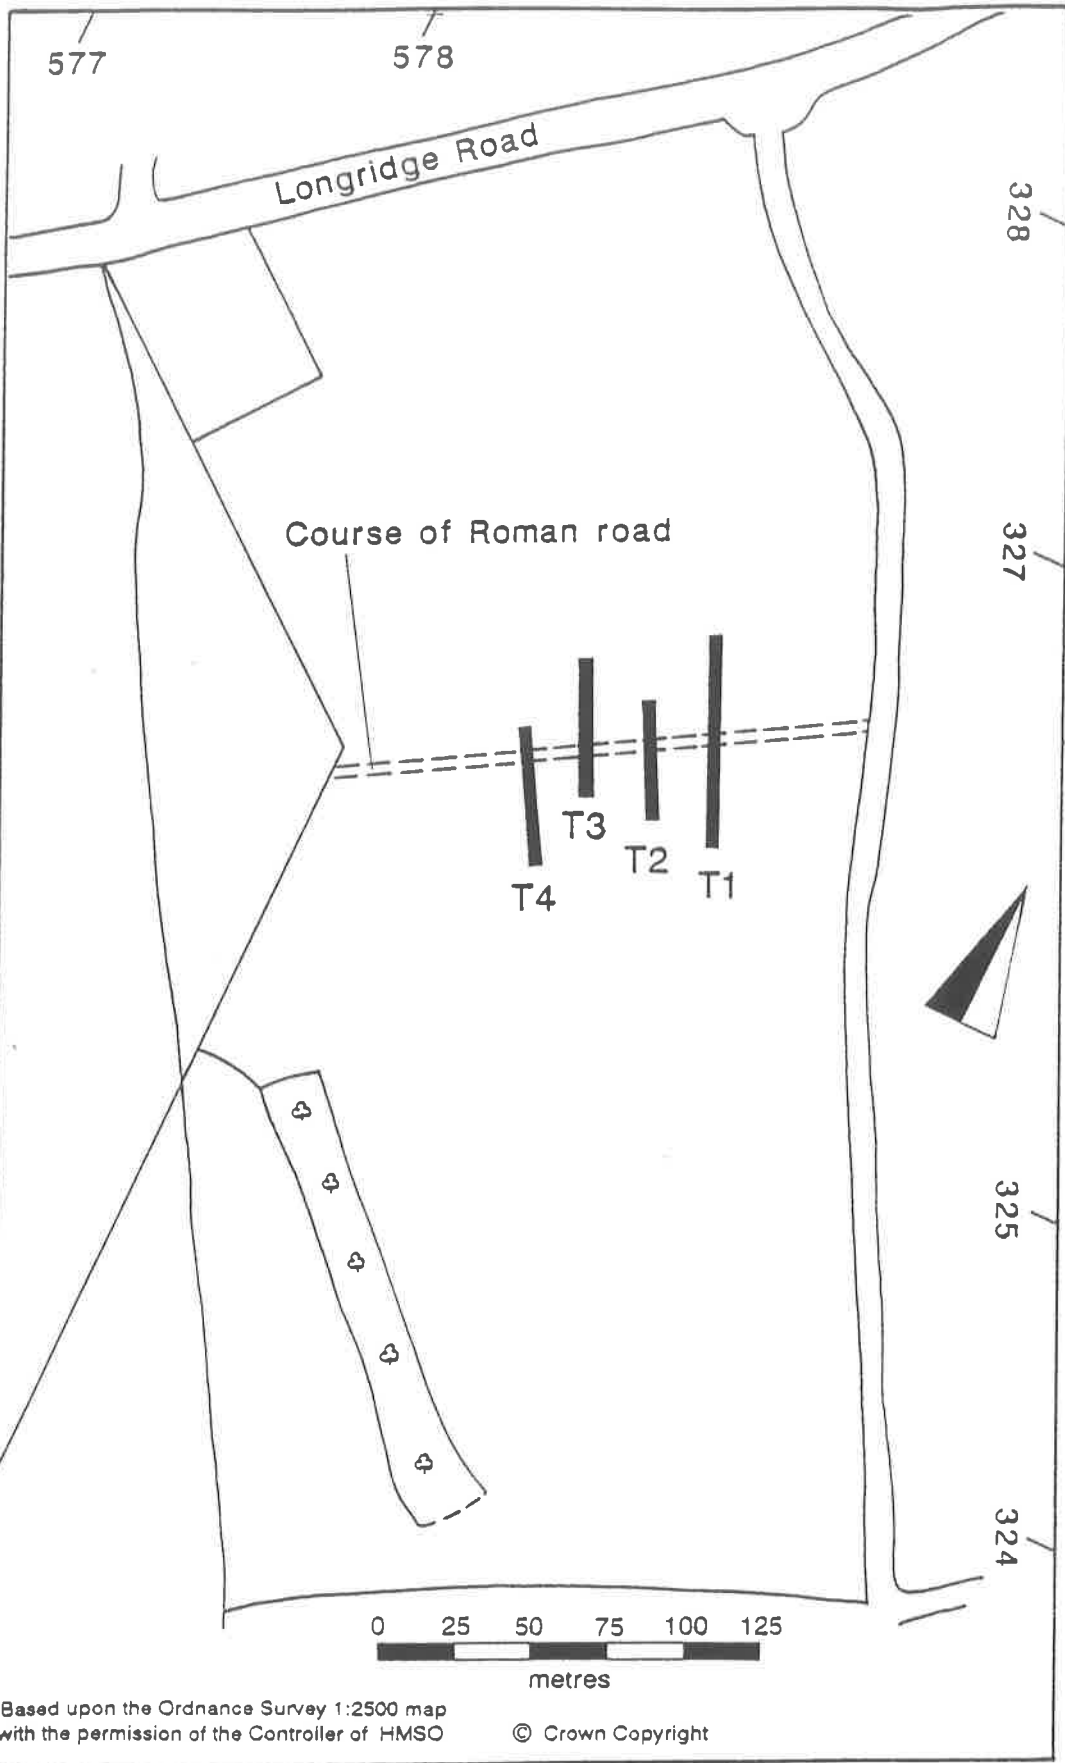 577
578
Longridge Road
328
327
Course of Roman road
T3
T2
T1
T4
325
324
0 25 50 75 100 125
metres
Based upon the Ordnance Survey 1:2500 map
with the permission of the Controller of HMSO © Crown Copyright